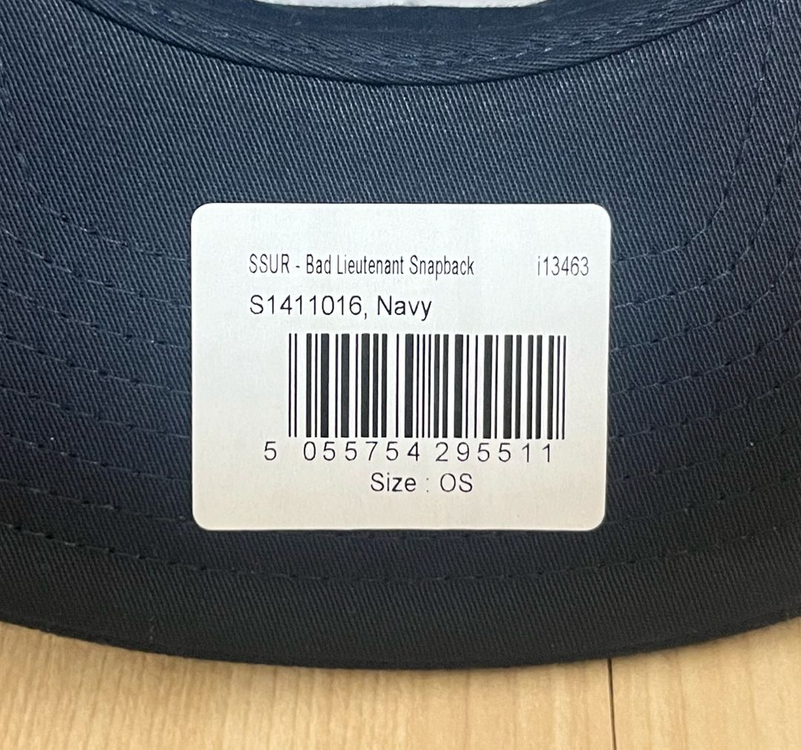 SSUR - Bad Lieutenant Snapback i13463
S1411016, Navy
5 055754 295511
Size : OS